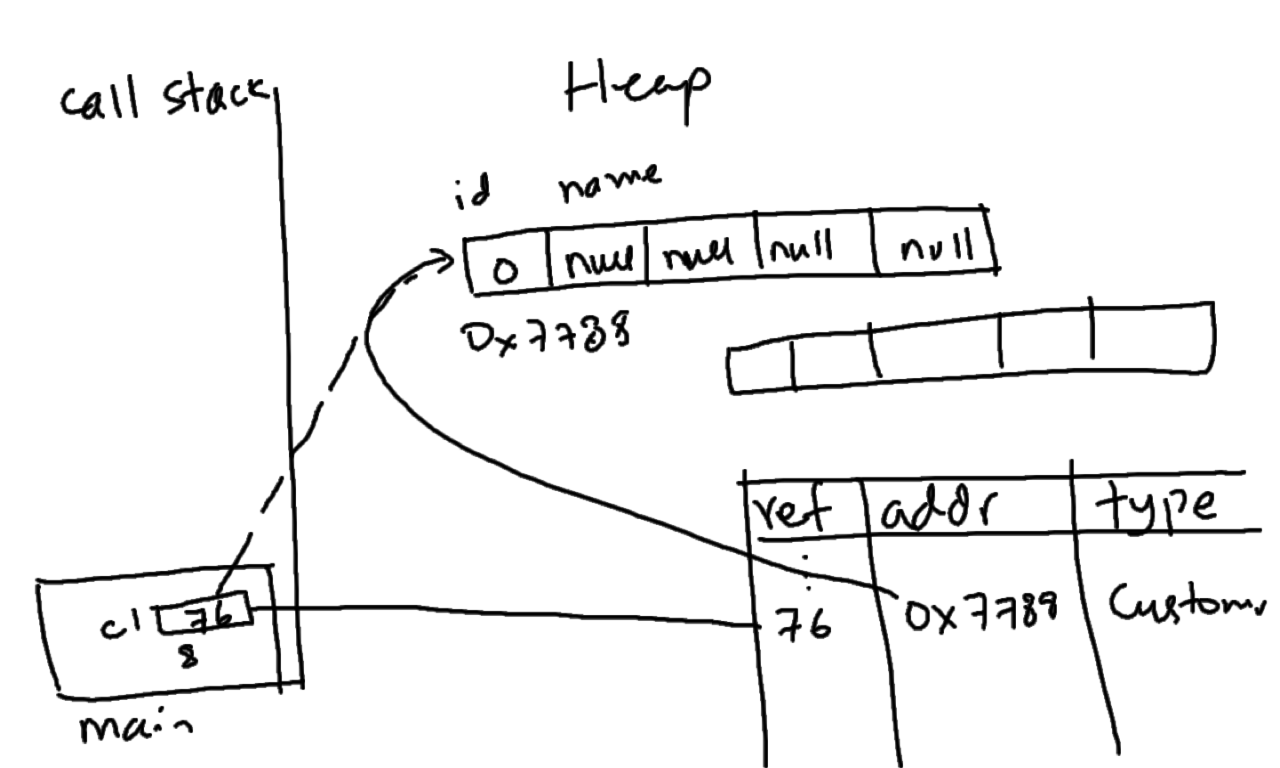 call stack
Heap
id name
0 null null null null
0x7738
ref addr type
c1 76
8
76 0x7789 Custom
main